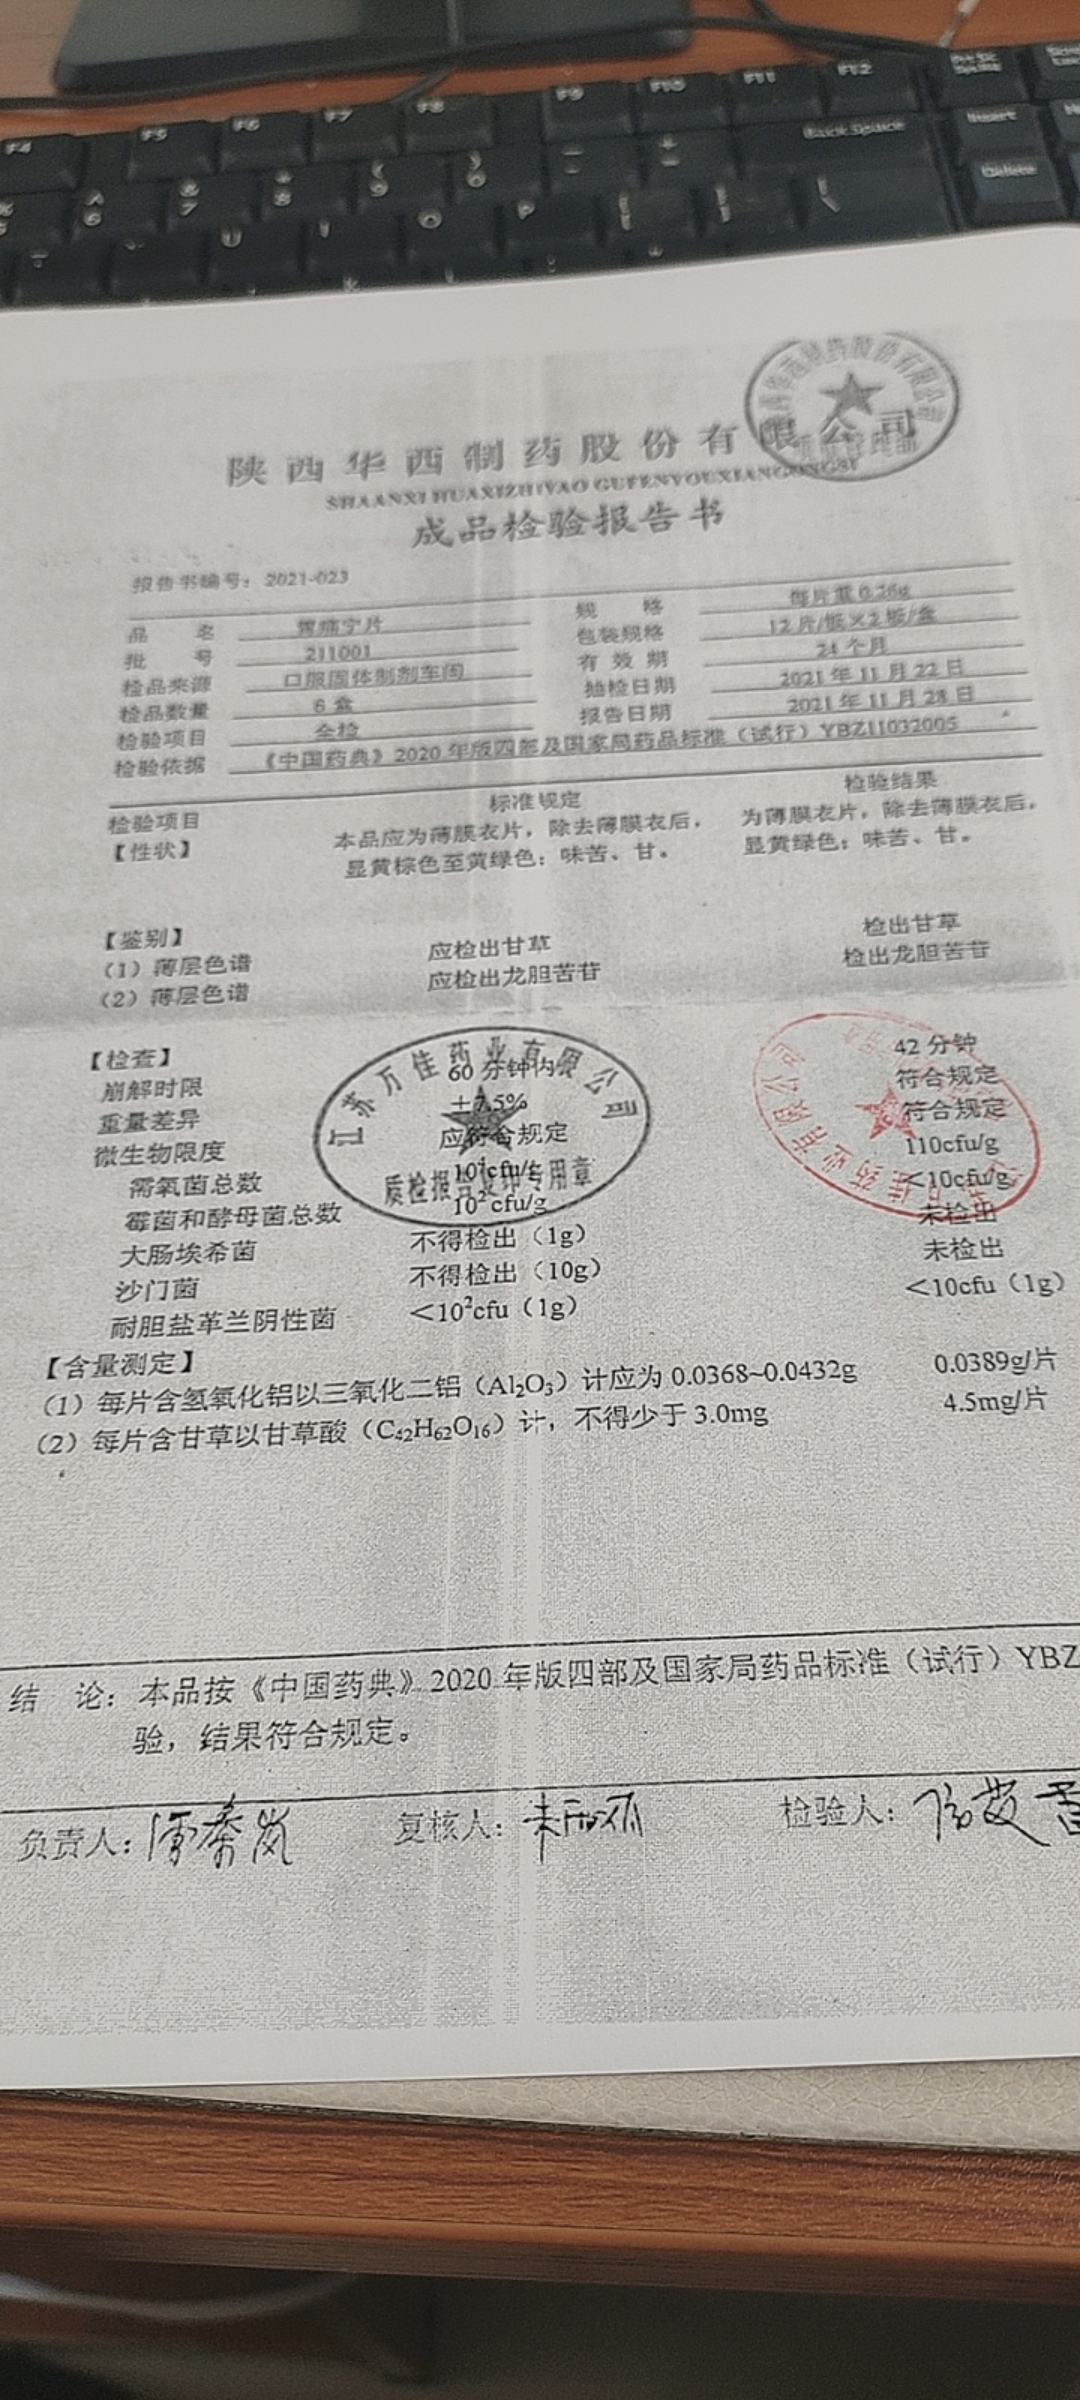 F4 F5 F6 F7 F8 F9 F10 F11 F12
Back Space Insert
Delete
6 7 8 9 0
U I O P
陕西华西制药股份有限公司
SHAANXI HUAXIZHIYAO GUFENYOUXIANGONGSI
成品检验报告书
报告书编号：2021-023
品 名 胃痛宁片 规 格 每片重0.26g
批 号 211001 包装规格 12片/板×2板/盒
检品来源 口服固体制剂车间 有效期 24个月
检品数量 6盒 抽检日期 2021年11月22日
检验项目 全检 报告日期 2021年11月28日
检验依据 《中国药典》2020年版四部及国家局药品标准（试行）YBZ11032005
检验项目 标准规定 检验结果
【性状】 本品应为薄膜衣片，除去薄膜衣后， 为薄膜衣片，除去薄膜衣后，
显黄棕色至黄绿色；味苦、甘。 显黄绿色；味苦、甘。
【鉴别】
（1）薄层色谱 应检出甘草 检出甘草
（2）薄层色谱 应检出龙胆苦苷 检出龙胆苦苷
【检查】
崩解时限 60分钟内 42分钟
重量差异 ±7.5% 符合规定
微生物限度 应符合规定 符合规定
需氧菌总数 10⁴cfu/g 110cfu/g
霉菌和酵母菌总数 10²cfu/g <10cfu/g
大肠埃希菌 不得检出（1g） 未检出
沙门菌 不得检出（10g） 未检出
耐胆盐革兰阴性菌 <10²cfu（1g） <10cfu（1g）
江苏万佳药业有限公司
质检报告复印专用章
【含量测定】
（1）每片含氢氧化铝以三氧化二铝（Al₂O₃）计应为0.0368~0.0432g 0.0389g/片
（2）每片含甘草以甘草酸（C₄₂H₆₂O₁₆）计，不得少于3.0mg 4.5mg/片
结 论：本品按《中国药典》2020年版四部及国家局药品标准（试行）YBZ
验，结果符合规定。
负责人： 复核人： 检验人：